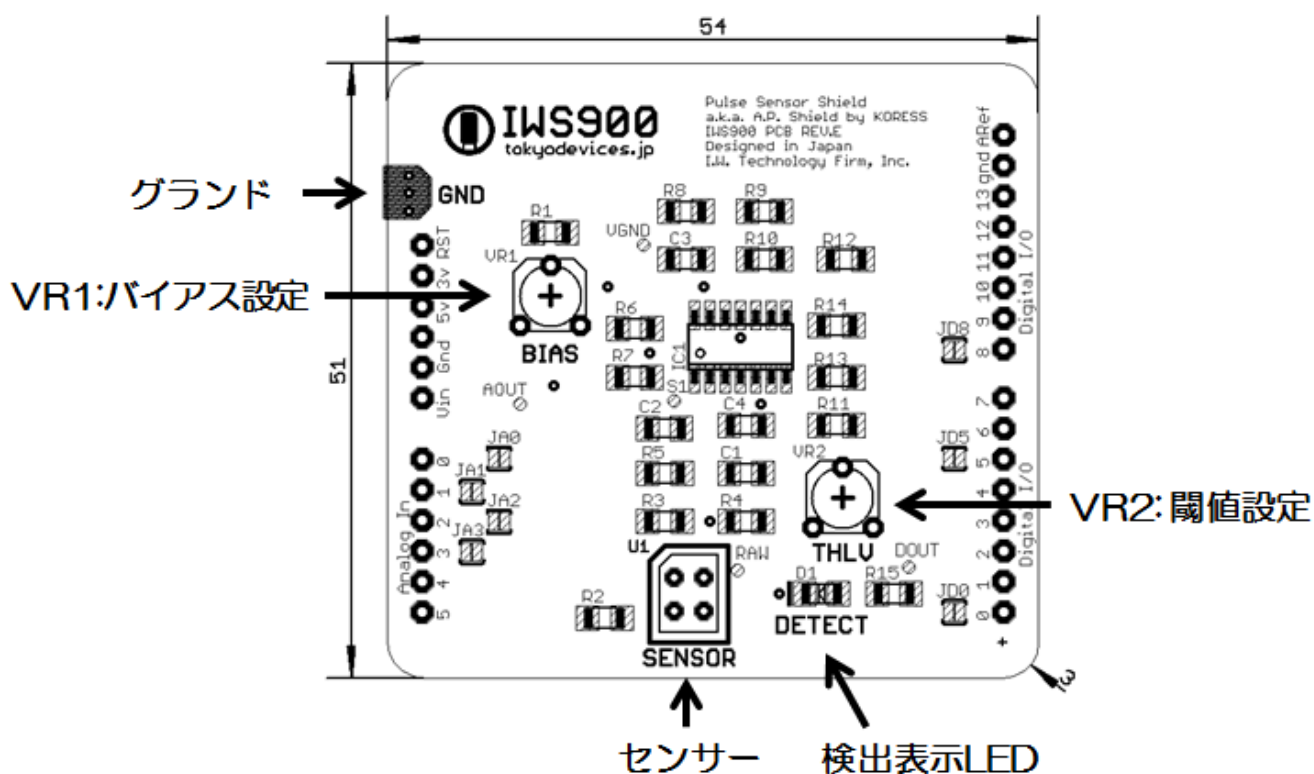 54
51
IWS900
tokyodevices.jp
Pulse Sensor Shield
a.k.a. A.P. Shield by KORESS
IWS900 PCB REV.E
Designed in Japan
I.W. Technology Firm, Inc.
グランド
GND
VR1:バイアス設定
RST
3v
5v
Gnd
Vin
R1
VR1
BIAS
VGND
R8
R9
C3
R10
R12
R6
R7
IC1
R14
R13
R11
AOUT
S1
C2
C4
R5
C1
R3
R4
VR2
THLV
VR2:閾値設定
JA0
JA1
JA2
JA3
Analog In
0
1
2
3
4
5
U1
RAW
R2
SENSOR
D1
R15
DOUT
DETECT
ARef
gnd
13
12
11
10
9
8
Digital I/O
JD8
7
6
5
4
3
2
1
0
Digital I/O
JD5
JD0
+
r3
センサー
検出表示LED